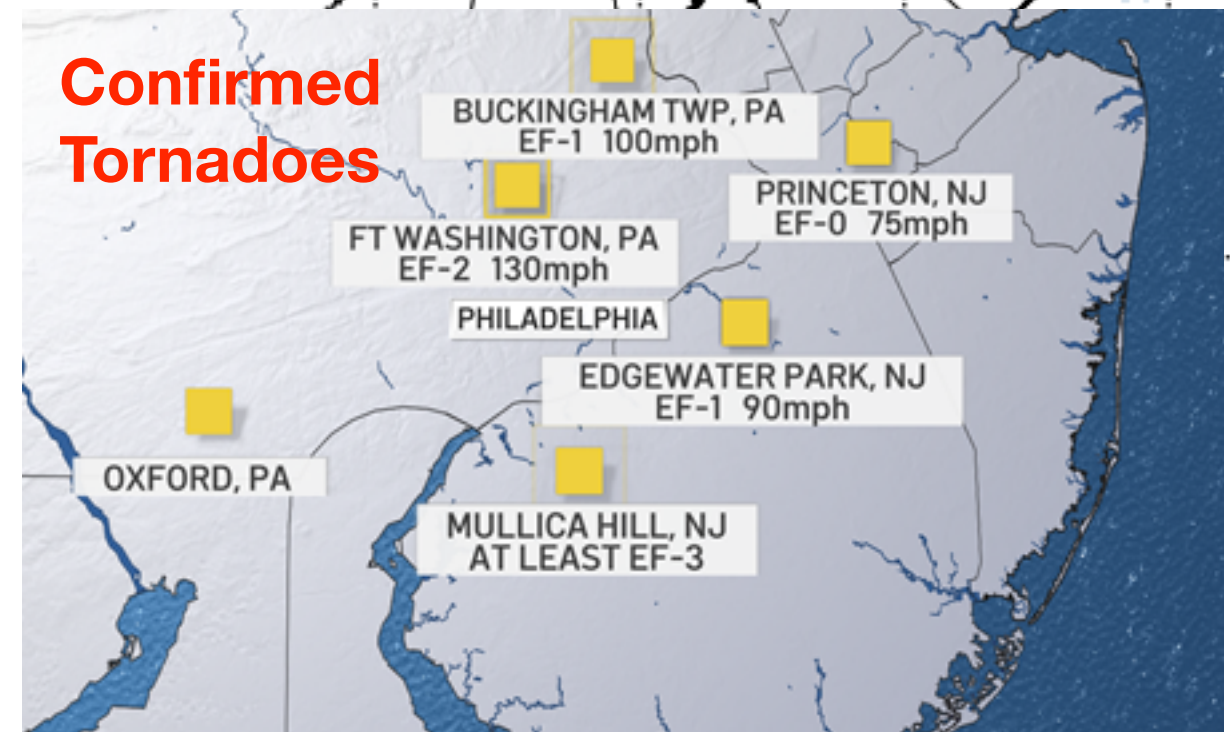 Confirmed
Tornadoes
BUCKINGHAM TWP, PA
EF-1 100mph
PRINCETON, NJ
EF-0 75mph
FT WASHINGTON, PA
EF-2 130mph
PHILADELPHIA
EDGEWATER PARK, NJ
EF-1 90mph
OXFORD, PA
MULLICA HILL, NJ
AT LEAST EF-3